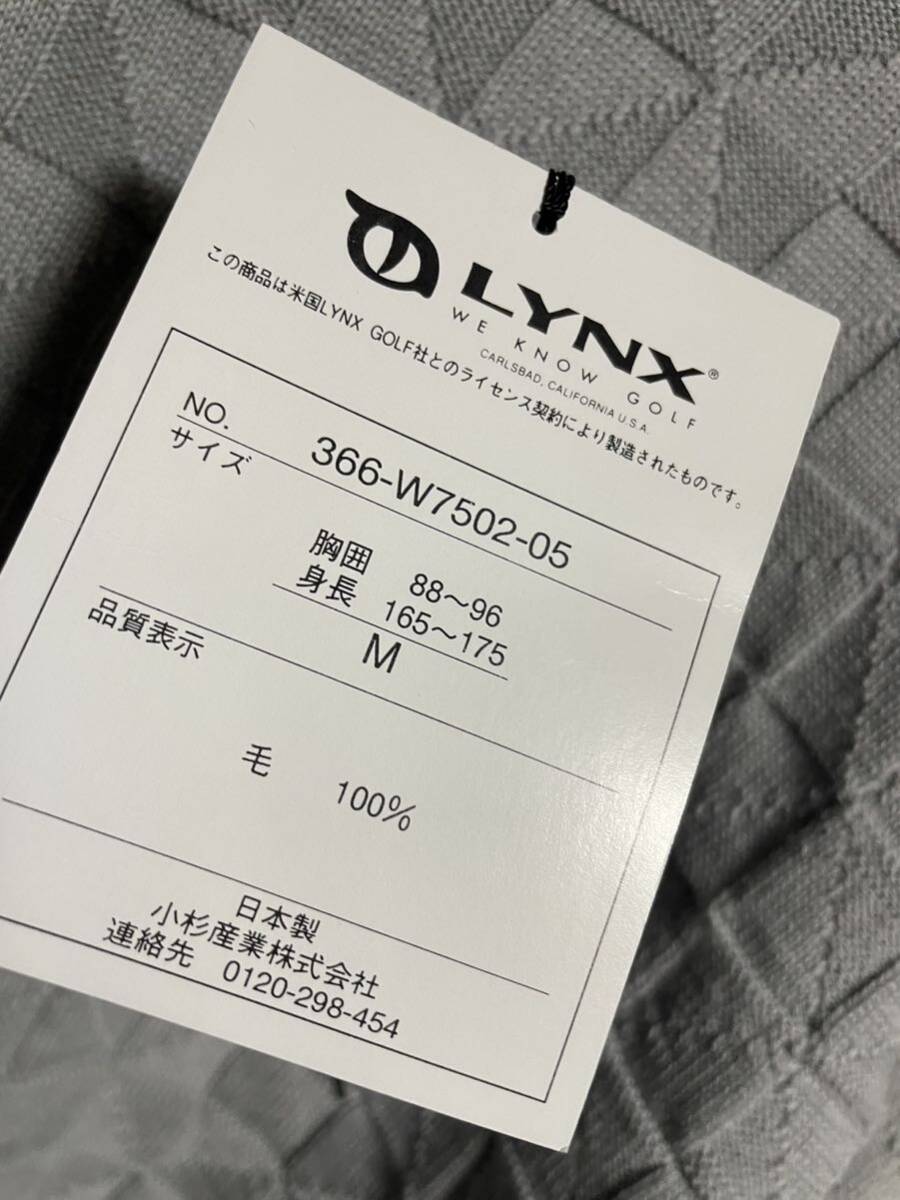 LYNX®
WE KNOW GOLF
CARLSBAD, CALIFORNIA U.S.A.
この商品は米国LYNX GOLF社とのライセンス契約により製造されたものです。
NO. 366-W7502-05
サイズ
胸囲 88～96
身長 165～175
M
品質表示
毛 100%
日本製
小杉産業株式会社
連絡先 0120-298-454